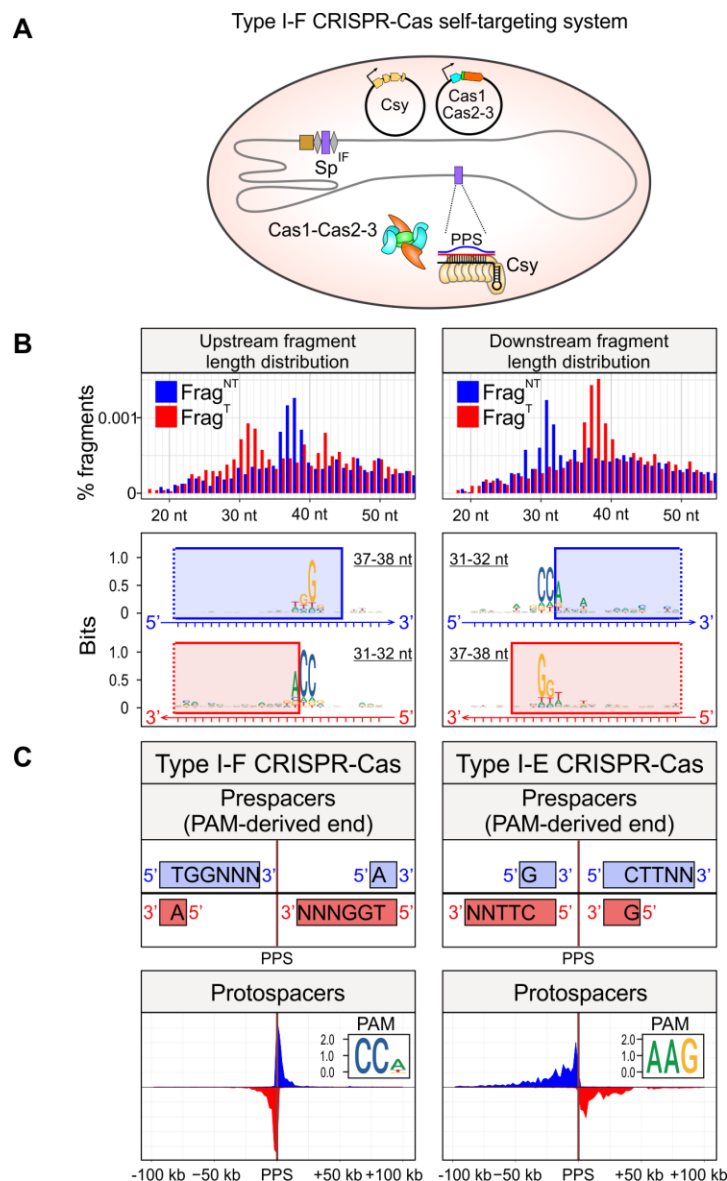 A
Type I-F CRISPR-Cas self-targeting system
Csy
Cas1
Cas2-3
Sp^IF
Cas1-Cas2-3
PPS
Csy
B
Upstream fragment
length distribution
Downstream fragment
length distribution
% fragments
0.001
0
Frag^NT
Frag^T
Frag^NT
Frag^T
20 nt 30 nt 40 nt 50 nt
20 nt 30 nt 40 nt 50 nt
Bits
1.0
0.5
0
37-38 nt
G
5' 3'
31-32 nt
CCA
5' 3'
1.0
0.5
0
31-32 nt
ACC
3' 5'
37-38 nt
GGT
3' 5'
C
Type I-F CRISPR-Cas
Type I-E CRISPR-Cas
Prespacers
(PAM-derived end)
Prespacers
(PAM-derived end)
5' TGGNNN 3' 5' A 3'
5' G 3' 5' CTTNN 3'
3' A 5' 3' NNNGGT 5'
3' NNTTC 5' 3' G 5'
PPS
PPS
Protospacers
Protospacers
PAM
2.0
1.0
0.0
CCA
PAM
2.0
1.0
0.0
AAG
-100 kb -50 kb PPS +50 kb +100 kb
-100 kb -50 kb PPS +50 kb +100 kb